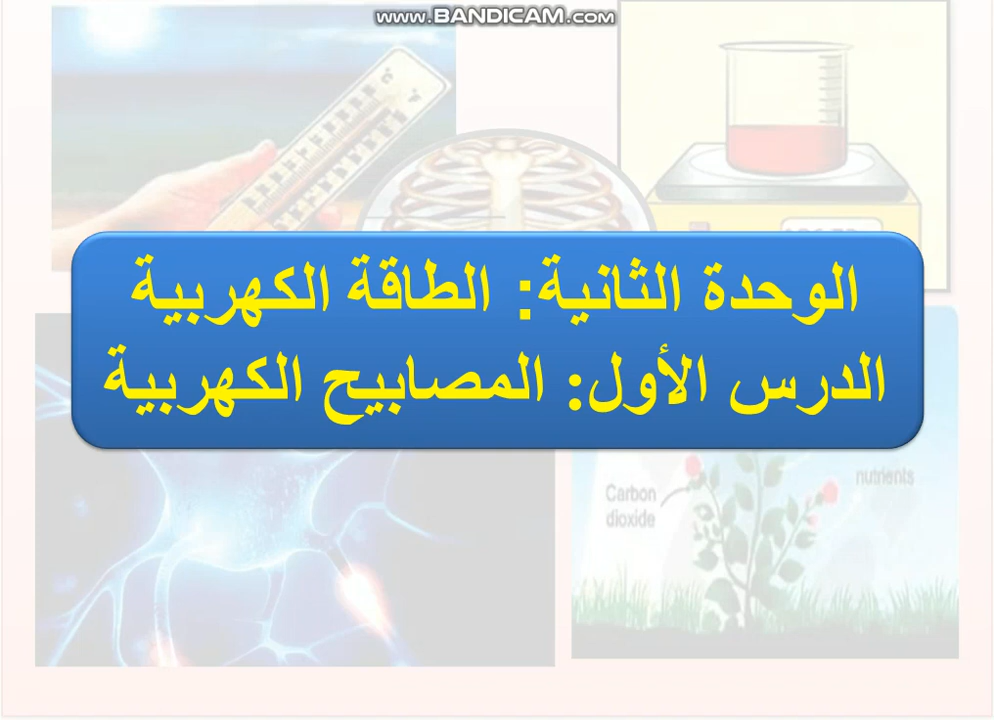 www.BANDICAM.com
الوحدة الثانية: الطاقة الكهربية
الدرس الأول: المصابيح الكهربية
Carbon
dioxide
nutrients